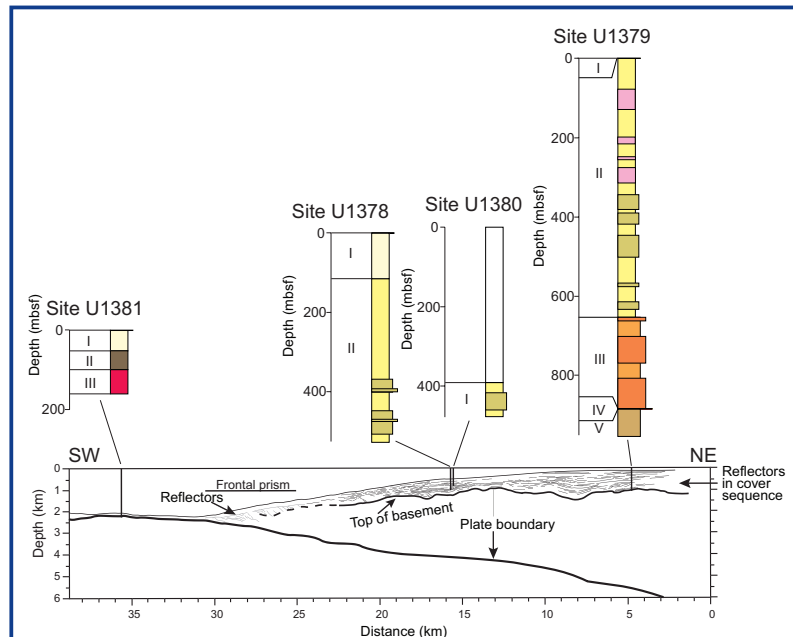 Site U1379
0
200
400
600
800
Depth (mbsf)
I
II
III
IV
V
Site U1378
0
200
400
Depth (mbsf)
I
II
Site U1380
0
200
400
Depth (mbsf)
I
Site U1381
0
200
Depth (mbsf)
I
II
III
SW
NE
0
1
2
3
4
5
6
Depth (km)
Frontal prism
Reflectors
Top of basement
Plate boundary
Reflectors
in cover
sequence
35 30 25 20 15 10 5 0
Distance (km)